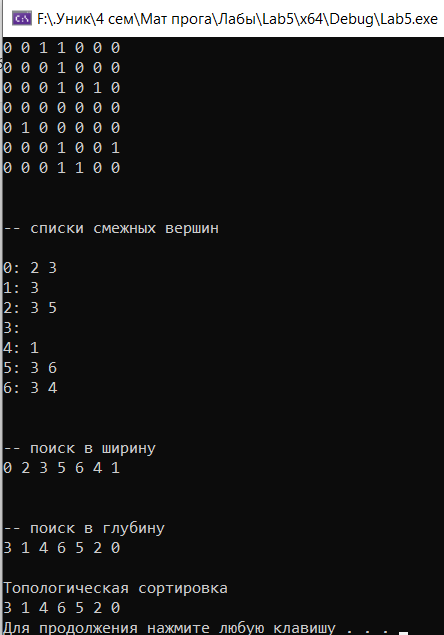 F:\.Уник\4 сем\Мат прога\Лабы\Lab5\x64\Debug\Lab5.exe
0 0 1 1 0 0 0
0 0 0 1 0 0 0
0 0 0 1 0 1 0
0 0 0 0 0 0 0
0 1 0 0 0 0 0
0 0 0 1 0 0 1
0 0 0 1 1 0 0
-- списки смежных вершин
0: 2 3
1: 3
2: 3 5
3:
4: 1
5: 3 6
6: 3 4
-- поиск в ширину
0 2 3 5 6 4 1
-- поиск в глубину
3 1 4 6 5 2 0
Топологическая сортировка
3 1 4 6 5 2 0
Для продолжения нажмите любую клавишу . . .